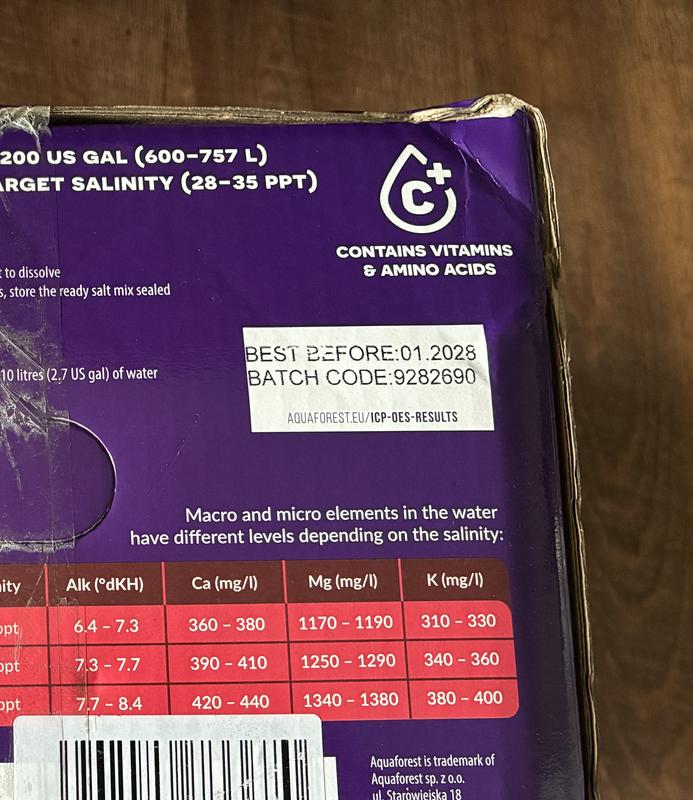 200 US GAL (600–757 L)
TARGET SALINITY (28–35 PPT)
C+
CONTAINS VITAMINS
& AMINO ACIDS
to dissolve
store the ready salt mix sealed
10 litres (2.7 US gal) of water
BEST BEFORE:01.2028
BATCH CODE:9282690
AQUAFOREST.EU/ICP-OES-RESULTS
Macro and micro elements in the water
have different levels depending on the salinity:
Alk (°dKH) Ca (mg/l) Mg (mg/l) K (mg/l)
ppt 6.4 – 7.3 360 – 380 1170 – 1190 310 – 330
ppt 7.3 – 7.7 390 – 410 1250 – 1290 340 – 360
ppt 7.7 – 8.4 420 – 440 1340 – 1380 380 – 400
Aquaforest is trademark of
Aquaforest sp. z o.o.
ul. Starowiejska 18